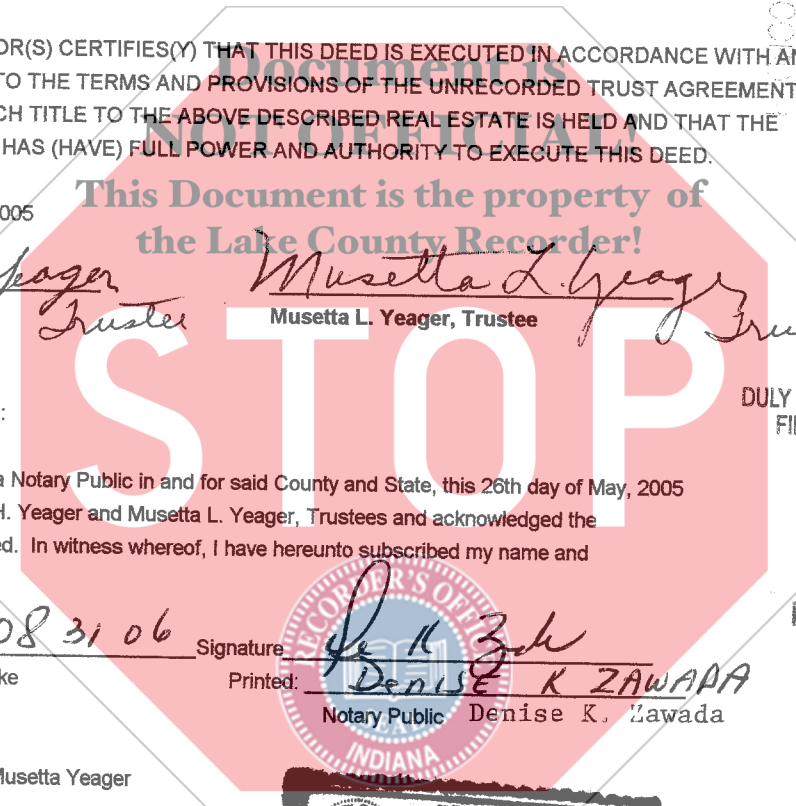 OR(S) CERTIFIES(Y) THAT THIS DEED IS EXECUTED IN ACCORDANCE WITH AN
Document is
TO THE TERMS AND PROVISIONS OF THE UNRECORDED TRUST AGREEMENT
CH TITLE TO THE ABOVE DESCRIBED REAL ESTATE IS HELD AND THAT THE
NOT OFFICIAL!
HAS (HAVE) FULL POWER AND AUTHORITY TO EXECUTE THIS DEED.
This Document is the property of
005
the Lake County Recorder!
Yeager Musetta L. Yeager
Trustee Musetta L. Yeager, Trustee Tru
STOP
DULY
:
FI
a Notary Public in and for said County and State, this 26th day of May, 2005
H. Yeager and Musetta L. Yeager, Trustees and acknowledged the
ed. In witness whereof, I have hereunto subscribed my name and
RECORDER'S OFFICE
08 31 06 Signature
ke Printed: Denise K ZAWADA
Notary Public Denise K. Zawada
SEAL
INDIANA
Musetta Yeager